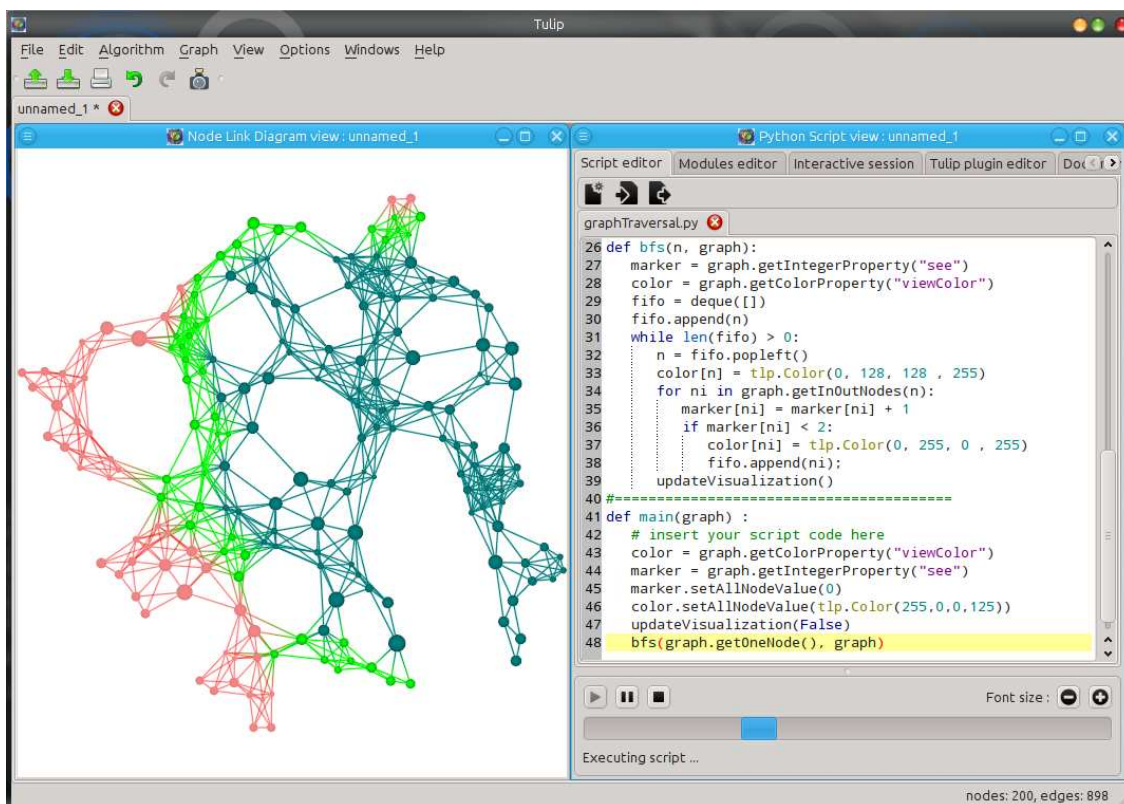 Tulip
File Edit Algorithm Graph View Options Windows Help
unnamed_1 *
Node Link Diagram view : unnamed_1
Python Script view : unnamed_1
Script editor Modules editor Interactive session Tulip plugin editor
graphTraversal.py
26 def bfs(n, graph):
27 marker = graph.getIntegerProperty("see")
28 color = graph.getColorProperty("viewColor")
29 fifo = deque([])
30 fifo.append(n)
31 while len(fifo) > 0:
32 n = fifo.popleft()
33 color[n] = tlp.Color(0, 128, 128 , 255)
34 for ni in graph.getInOutNodes(n):
35 marker[ni] = marker[ni] + 1
36 if marker[ni] < 2:
37 color[ni] = tlp.Color(0, 255, 0 , 255)
38 fifo.append(ni);
39 updateVisualization()
40 #========================================
41 def main(graph) :
42 # insert your script code here
43 color = graph.getColorProperty("viewColor")
44 marker = graph.getIntegerProperty("see")
45 marker.setAllNodeValue(0)
46 color.setAllNodeValue(tlp.Color(255,0,0,125))
47 updateVisualization(False)
48 bfs(graph.getOneNode(), graph)
Font size :
Executing script ...
nodes: 200, edges: 898